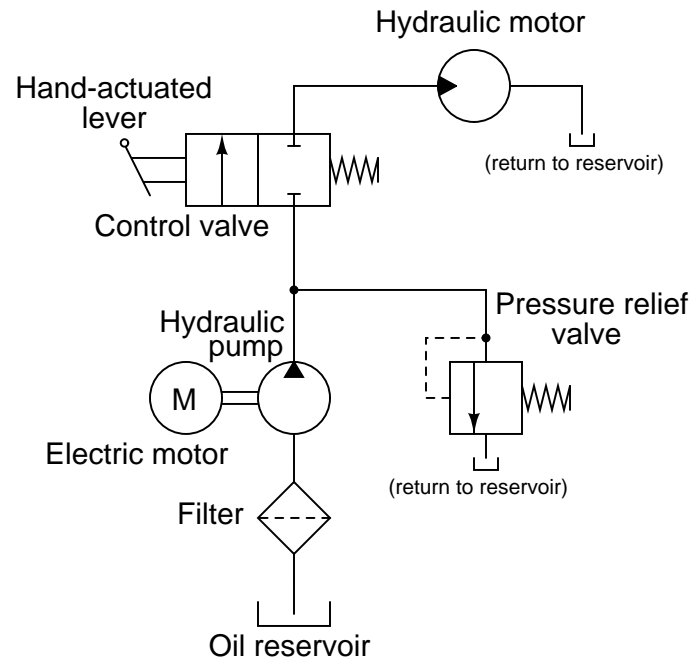 Hydraulic motor
Hand-actuated
lever
(return to reservoir)
Control valve
Pressure relief
valve
Hydraulic
pump
M
Electric motor
(return to reservoir)
Filter
Oil reservoir